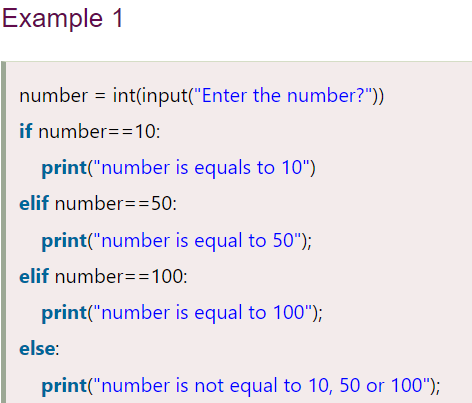 Example 1
number = int(input("Enter the number?"))
if number==10:
print("number is equals to 10")
elif number==50:
print("number is equal to 50");
elif number==100:
print("number is equal to 100");
else:
print("number is not equal to 10, 50 or 100");